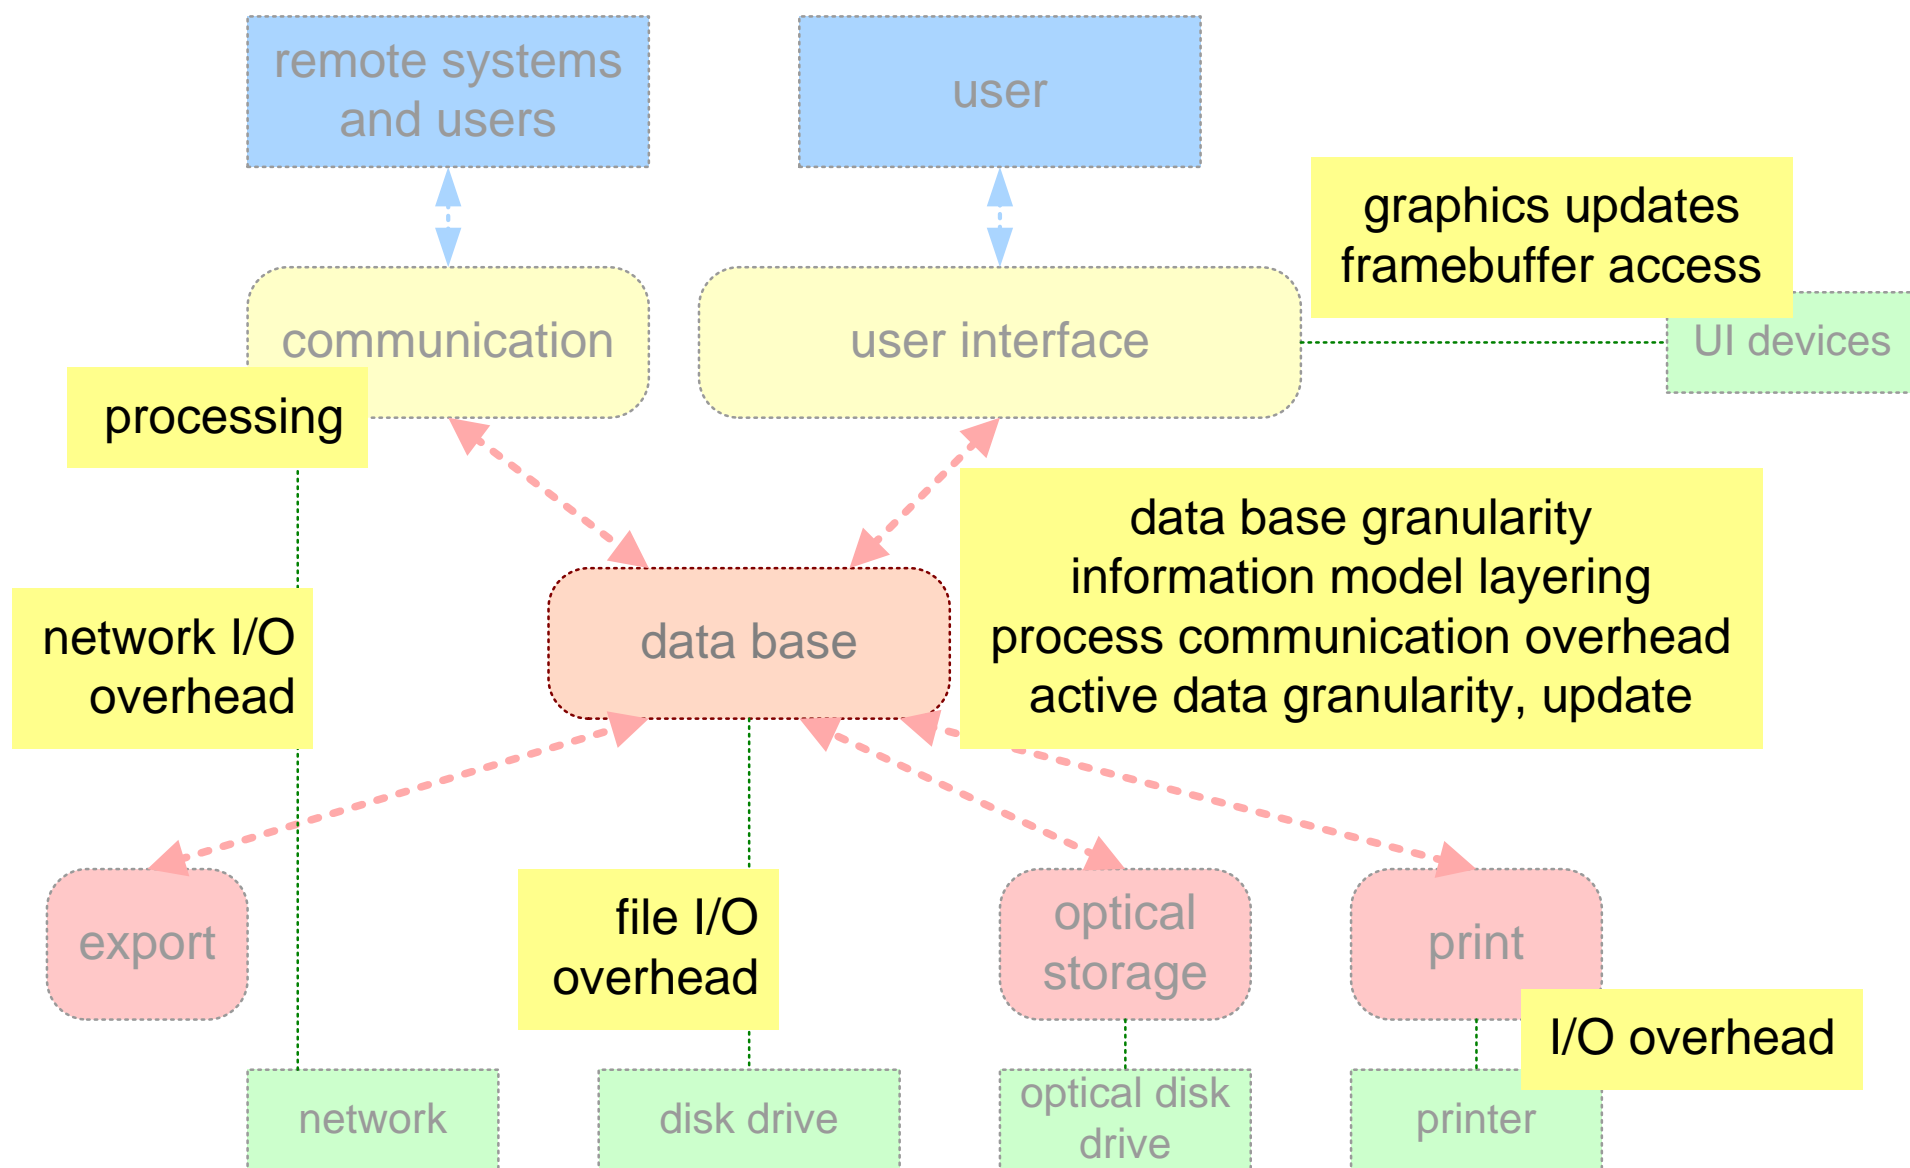 remote systems
and users
user
graphics updates
framebuffer access
communication
user interface
UI devices
processing
data base granularity
information model layering
process communication overhead
active data granularity, update
network I/O
overhead
data base
export
file I/O
overhead
optical
storage
print
I/O overhead
network
disk drive
optical disk
drive
printer